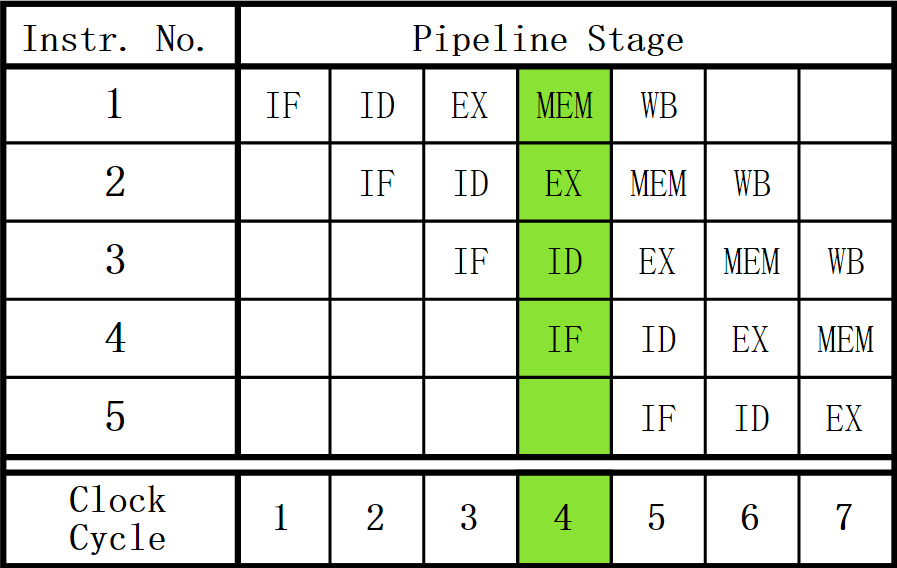 Instr. No. Pipeline Stage
1 IF ID EX MEM WB
2 IF ID EX MEM WB
3 IF ID EX MEM WB
4 IF ID EX MEM
5 IF ID EX
Clock
Cycle
1 2 3 4 5 6 7